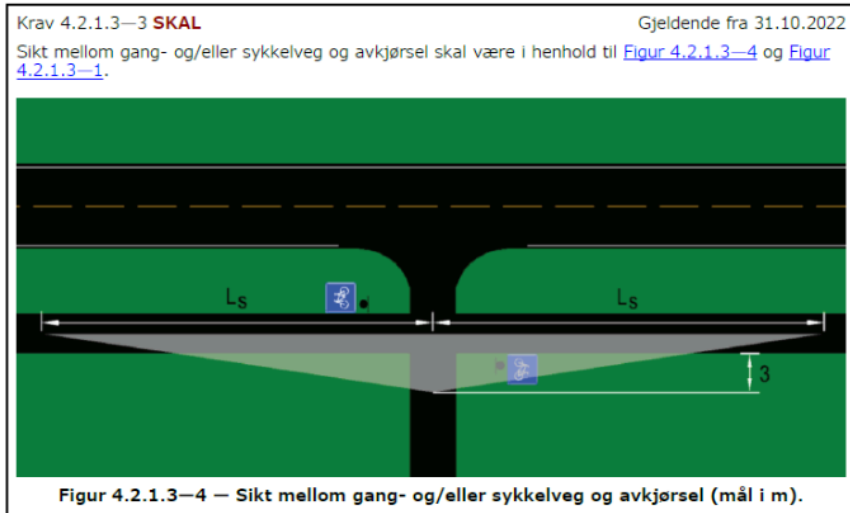 Krav 4.2.1.3—3 SKAL Gjeldende fra 31.10.2022
Sikt mellom gang- og/eller sykkelveg og avkjørsel skal være i henhold til Figur 4.2.1.3—4 og Figur
4.2.1.3—1.
Ls Ls
3
Figur 4.2.1.3—4 — Sikt mellom gang- og/eller sykkelveg og avkjørsel (mål i m).